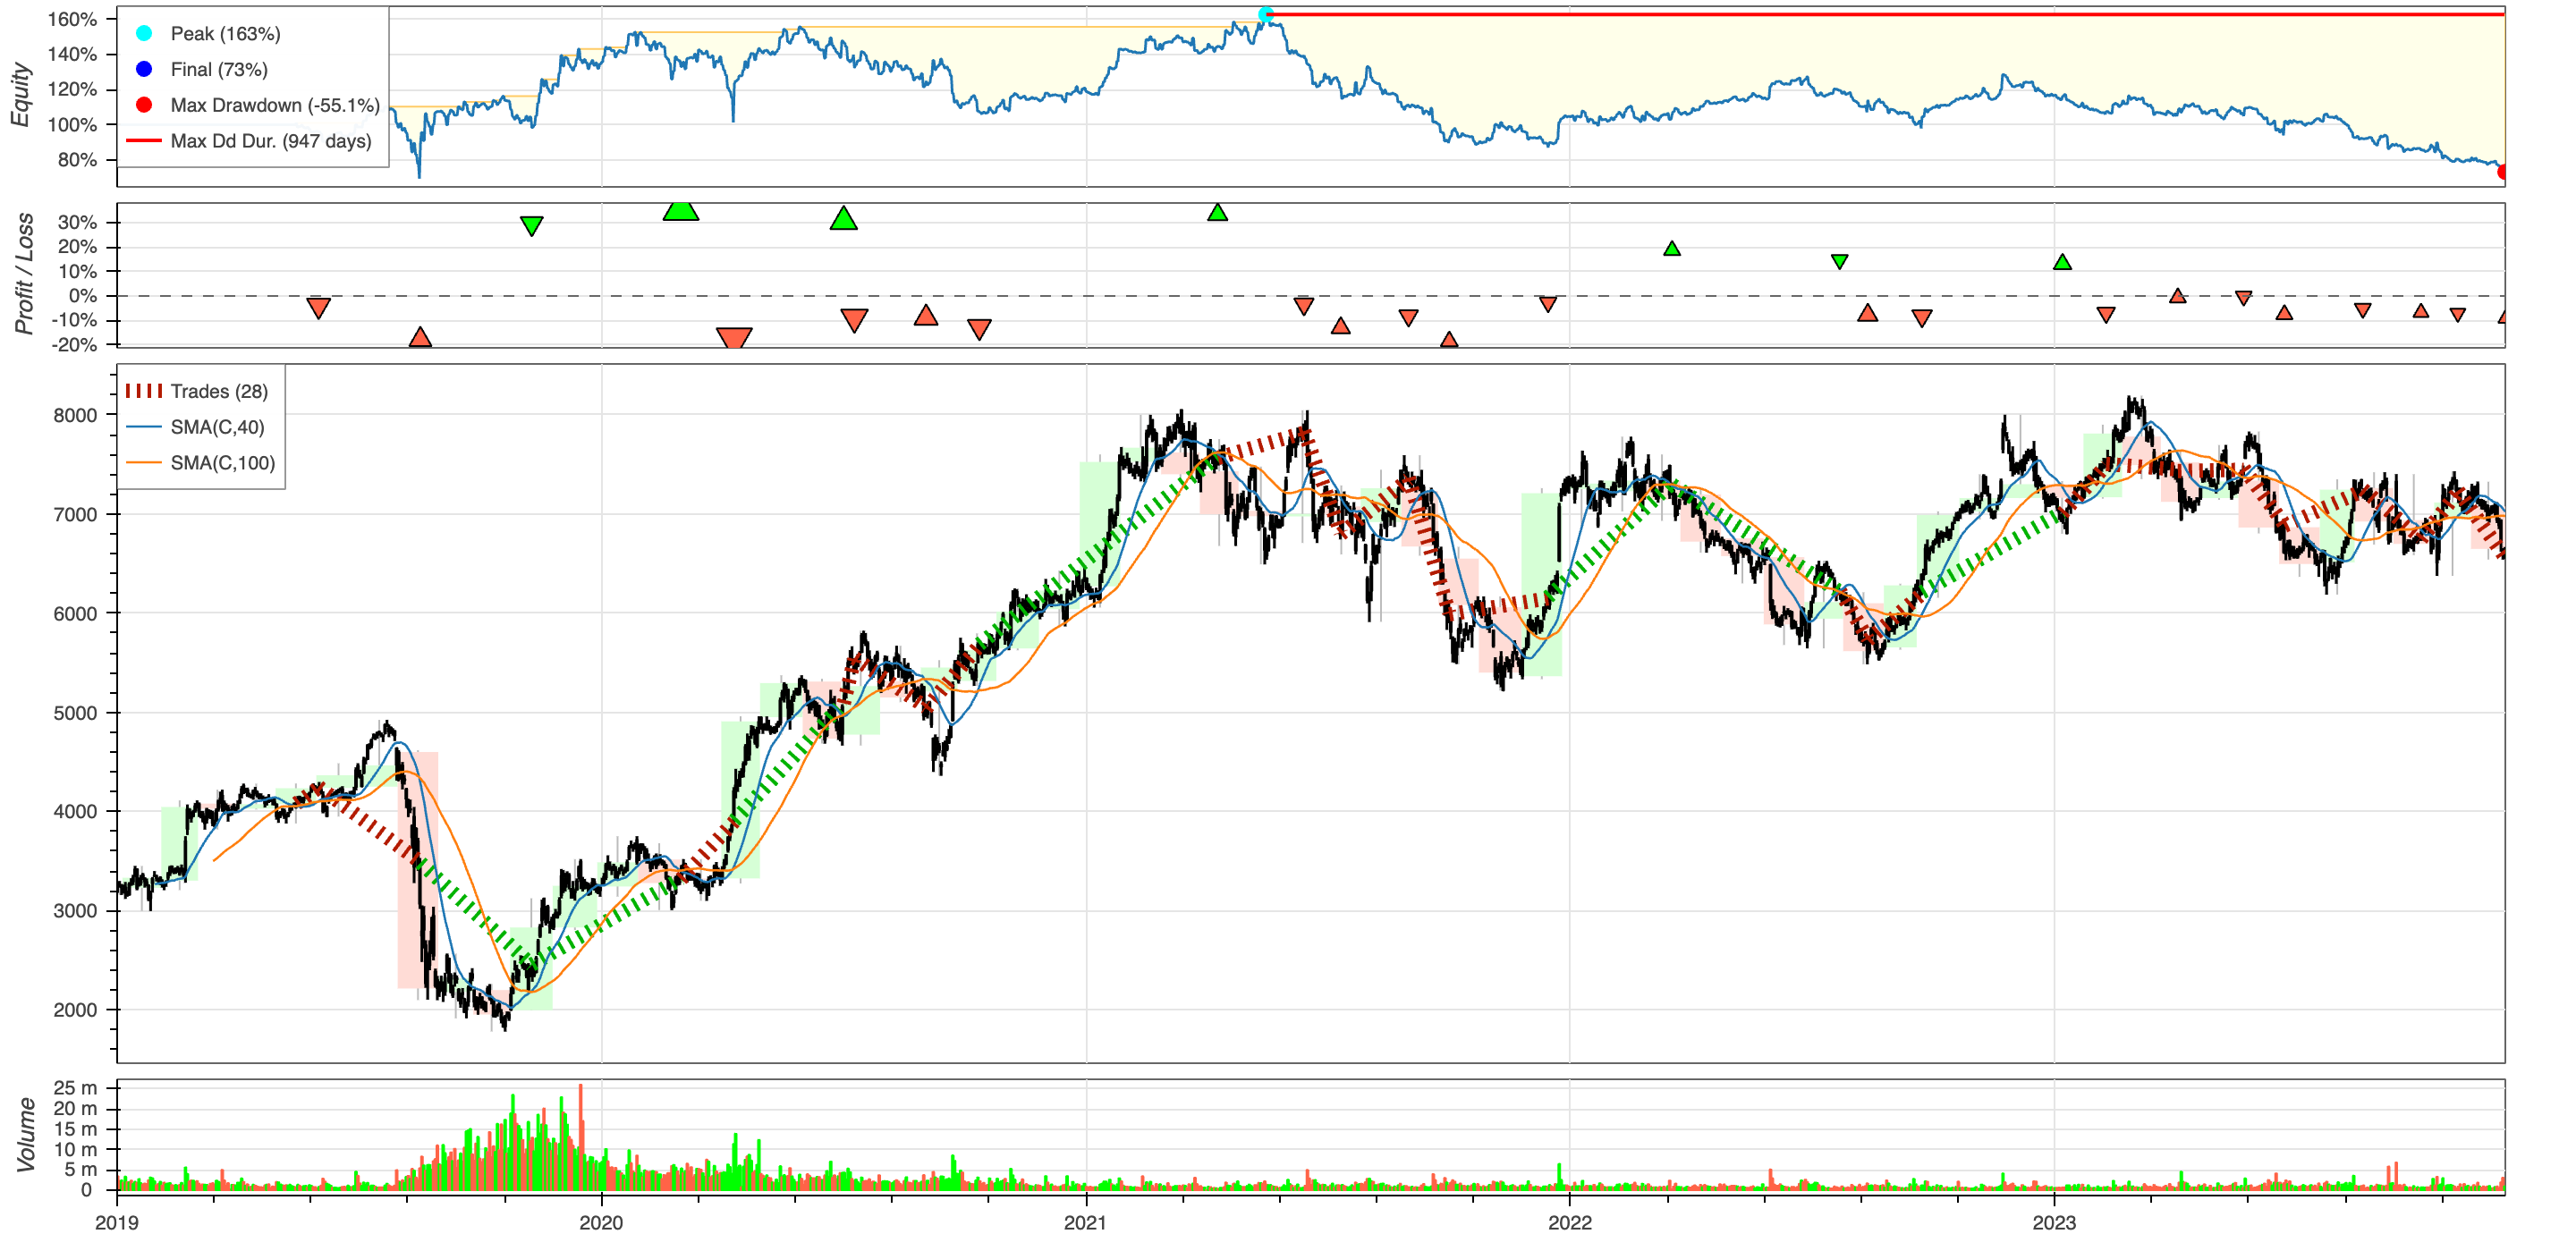 160%
140%
120%
100%
80%
Equity
Peak (163%)
Final (73%)
Max Drawdown (-55.1%)
Max Dd Dur. (947 days)
30%
20%
10%
0%
-10%
-20%
Profit / Loss
Trades (28)
SMA(C,40)
SMA(C,100)
8000
7000
6000
5000
4000
3000
2000
25 m
20 m
15 m
10 m
5 m
0
Volume
2019
2020
2021
2022
2023